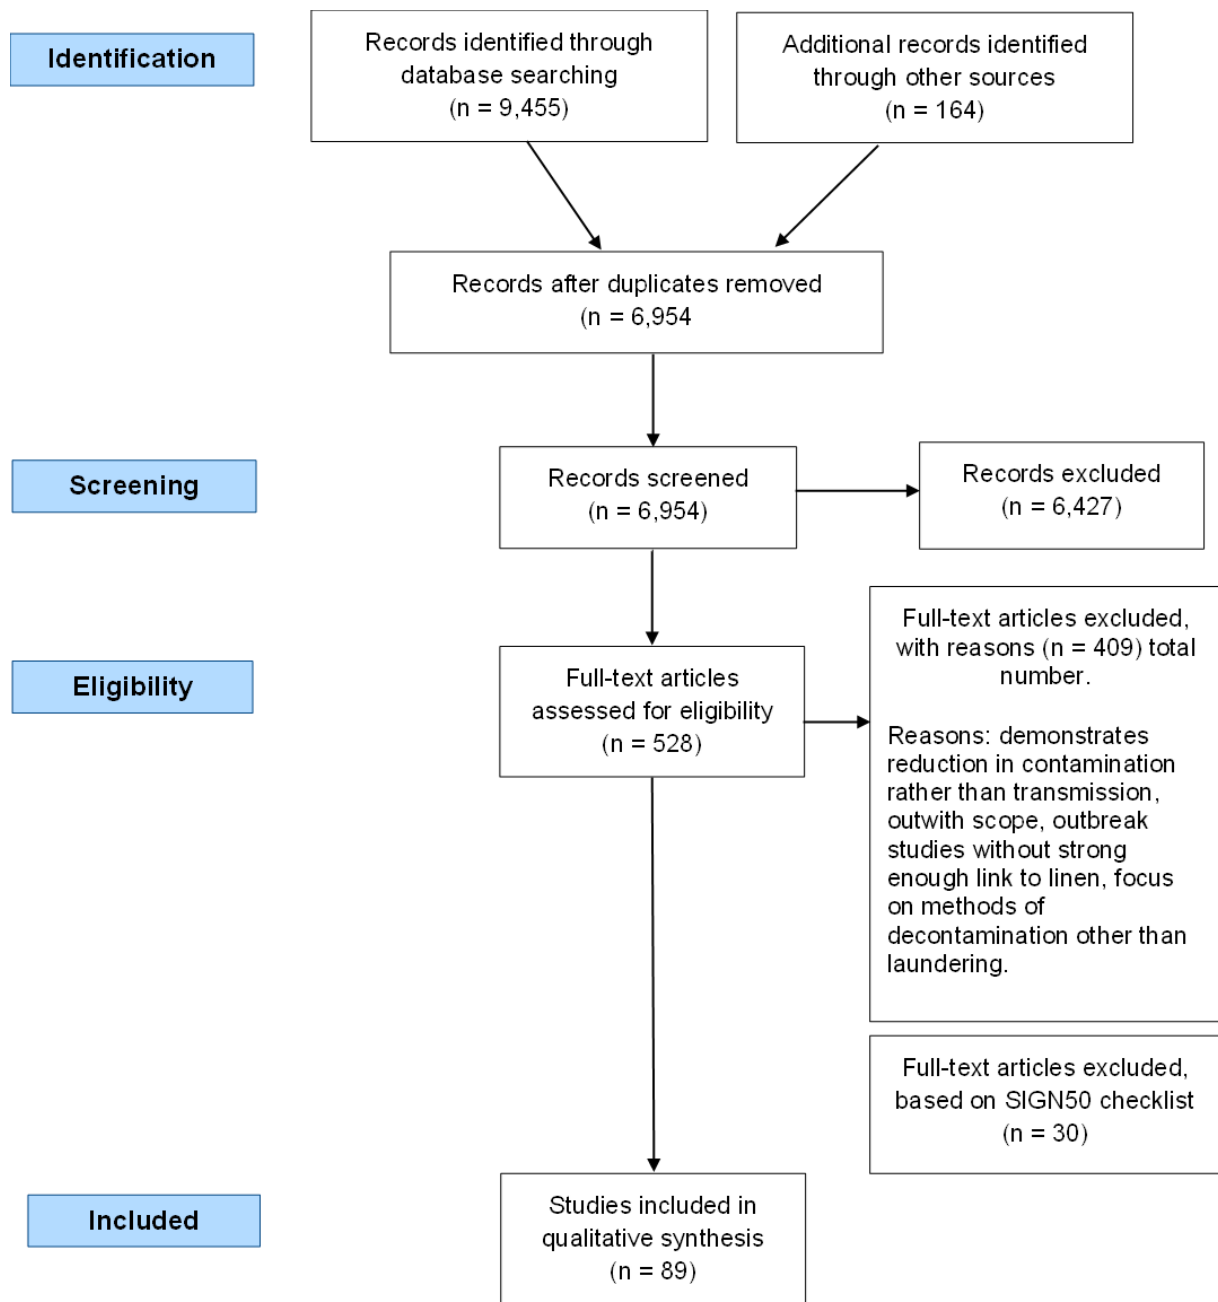 Identification
Records identified through
database searching
(n = 9,455)
Additional records identified
through other sources
(n = 164)
Records after duplicates removed
(n = 6,954
Screening
Records screened
(n = 6,954)
Records excluded
(n = 6,427)
Eligibility
Full-text articles
assessed for eligibility
(n = 528)
Full-text articles excluded,
with reasons (n = 409) total
number.
Reasons: demonstrates
reduction in contamination
rather than transmission,
outwith scope, outbreak
studies without strong
enough link to linen, focus
on methods of
decontamination other than
laundering.
Full-text articles excluded,
based on SIGN50 checklist
(n = 30)
Included
Studies included in
qualitative synthesis
(n = 89)